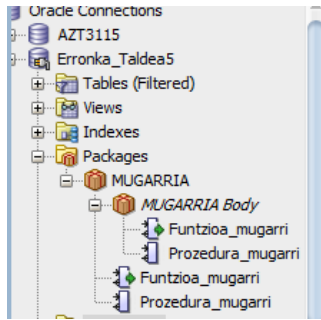 Oracle Connections
AZT3115
Erronka_Taldea5
Tables (Filtered)
Views
Indexes
Packages
MUGARRIA
MUGARRIA Body
Funtzioa_mugarri
Prozedura_mugarri
Funtzioa_mugarri
Prozedura_mugarri